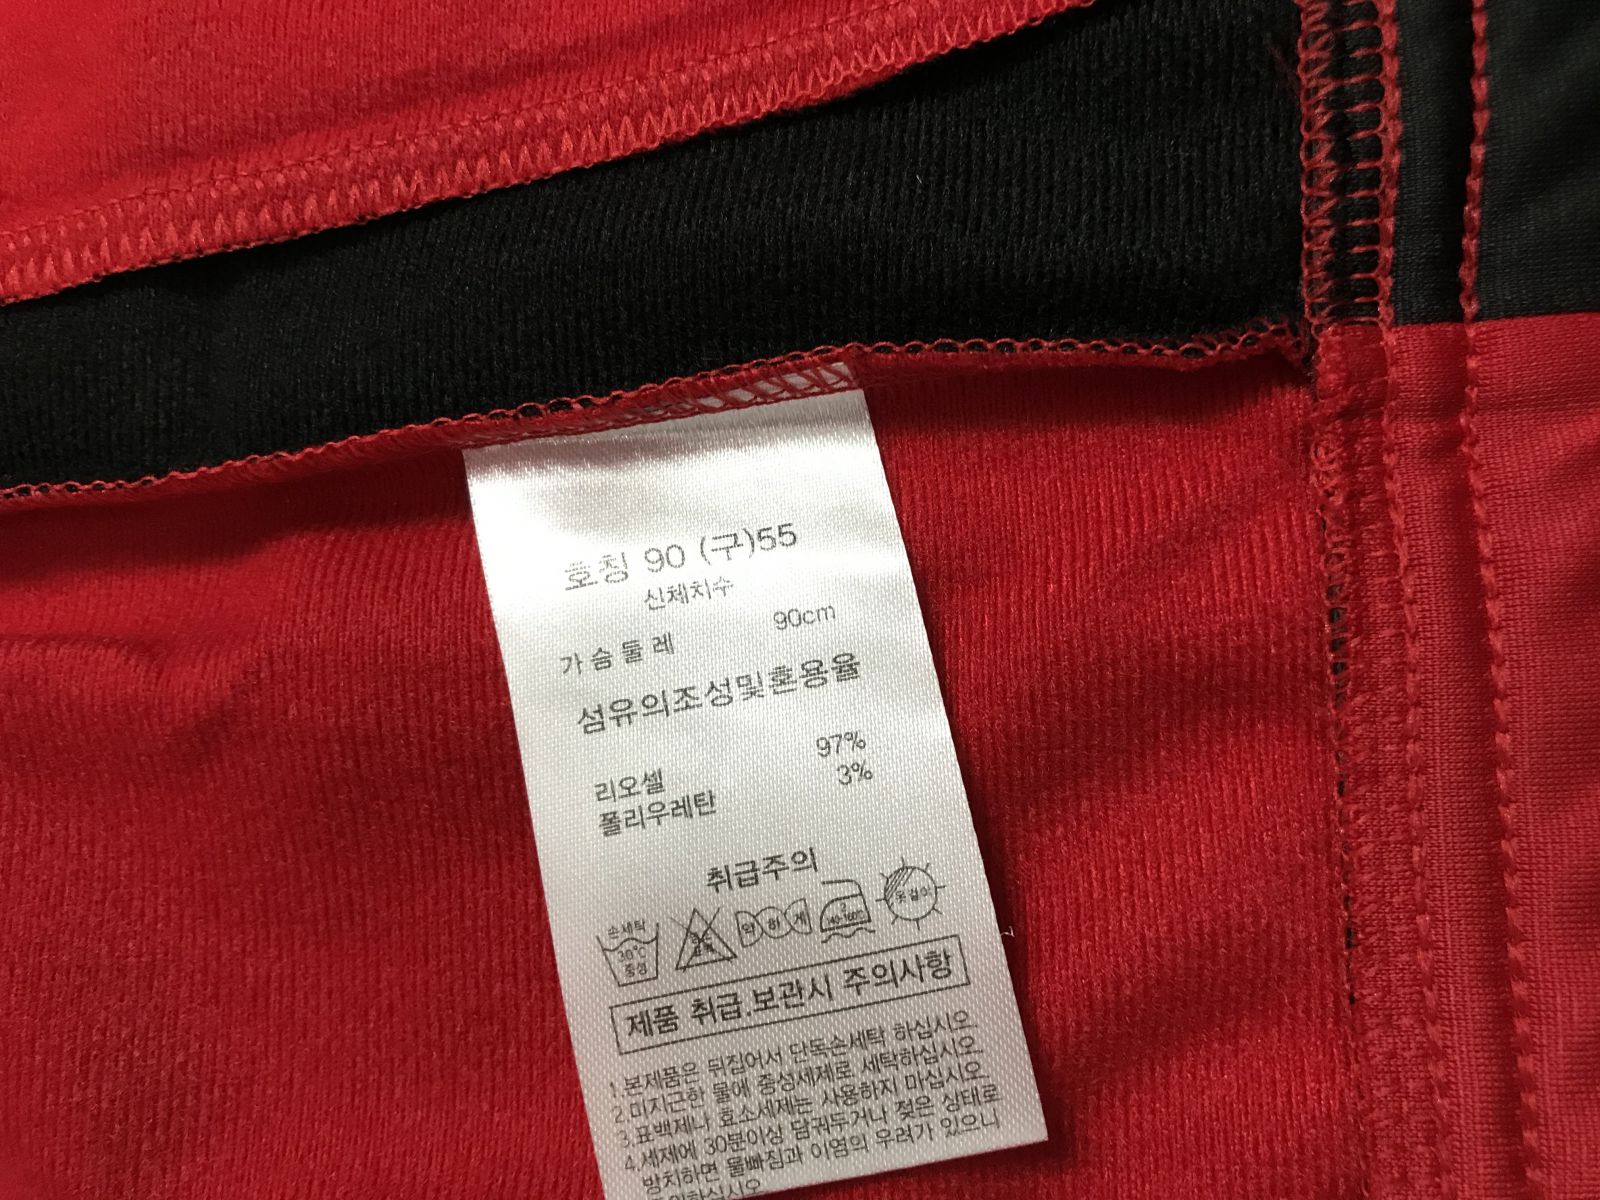 호칭 90 (구)55
신체치수
가슴둘레 90cm
섬유의조성및혼용율
리오셀 97%
폴리우레탄 3%
취급주의
손세탁
30℃
중성
약하게
2
140-160℃
옷걸이
제품 취급.보관시 주의사항
1.본제품은 뒤집어서 단독손세탁 하십시오.
2.미지근한 물에 중성세제로 세탁하십시오.
3.표백제나 효소세제는 사용하지 마십시오.
4.세제에 30분이상 담궈두거나 젖은 상태로
방치하면 물빠짐과 이염의 우려가 있으니